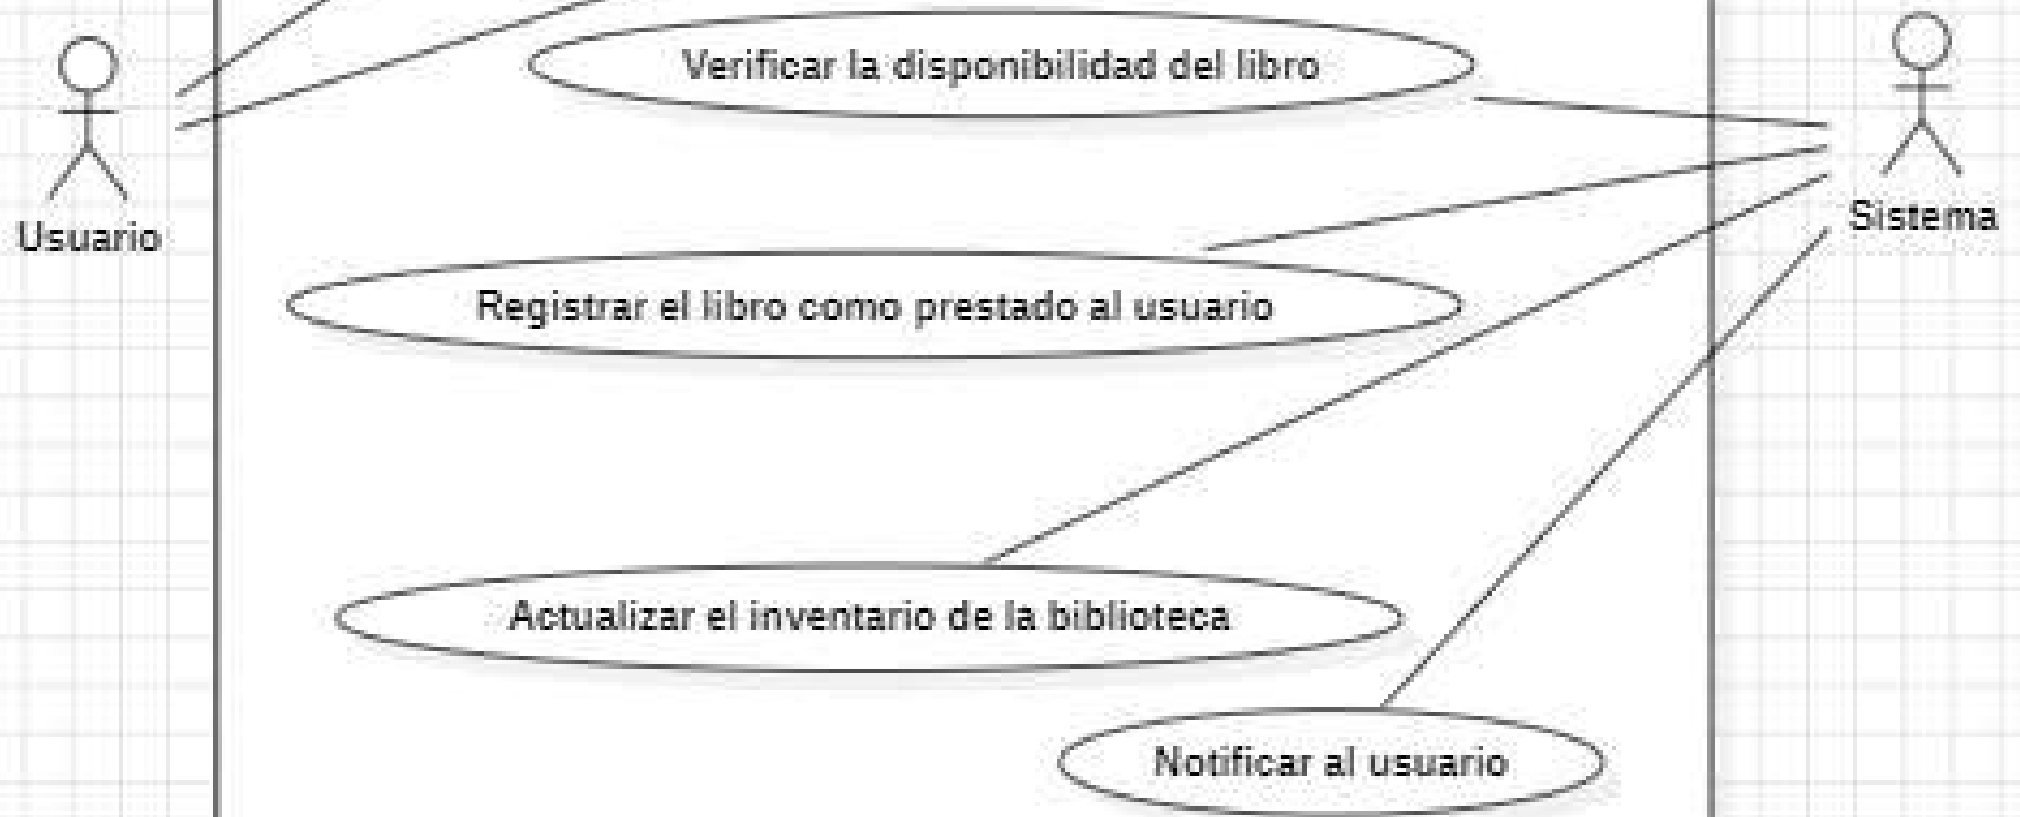 Verificar la disponibilidad del libro
Usuario
Sistema
Registrar el libro como prestado al usuario
Actualizar el inventario de la biblioteca
Notificar al usuario